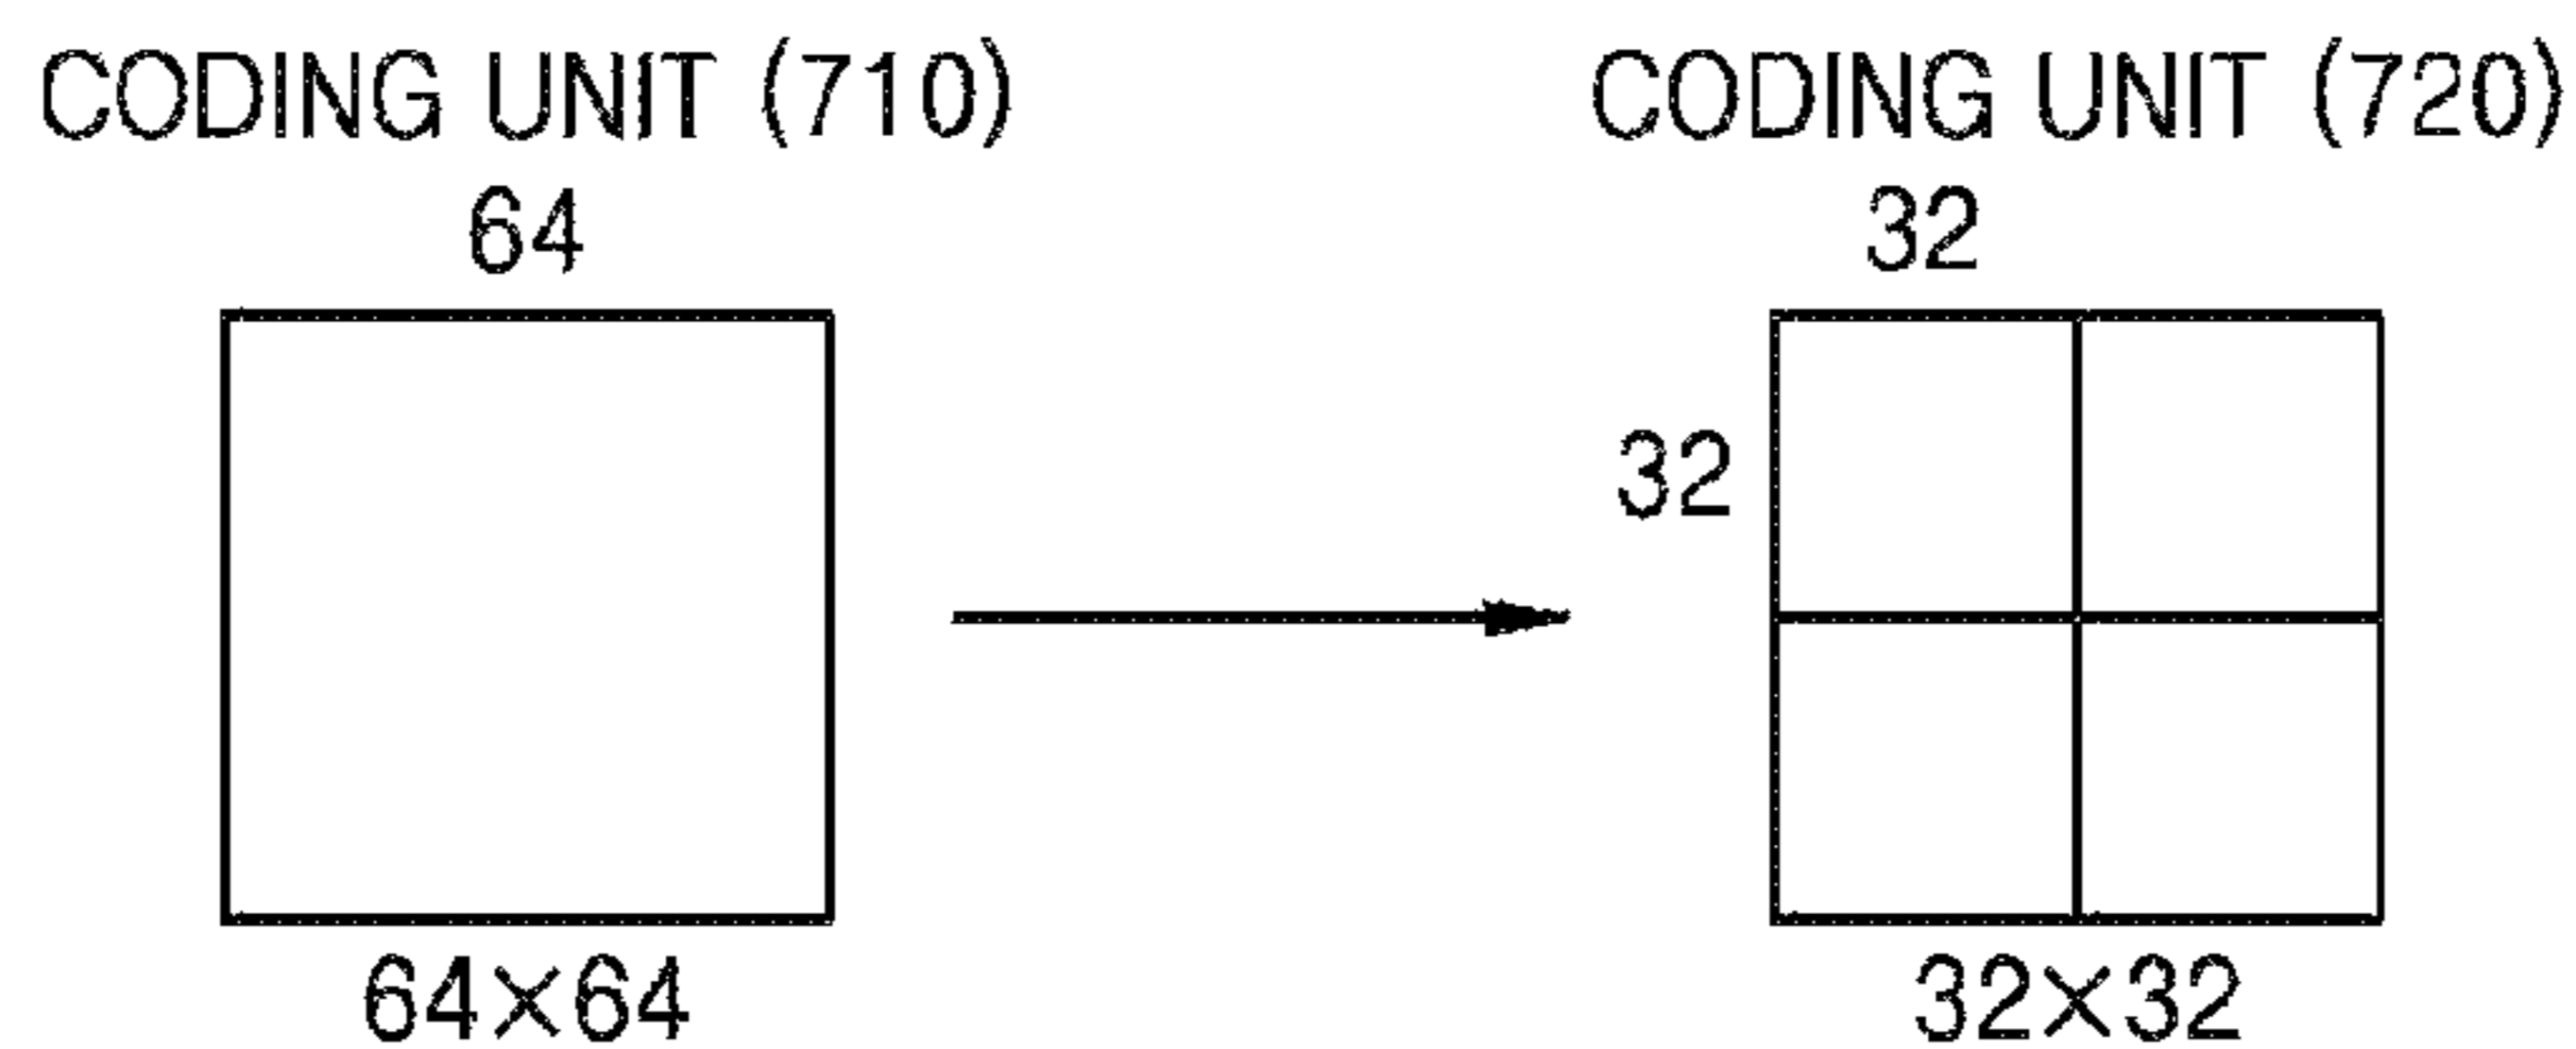 CODING UNIT (710)
64
64×64
CODING UNIT (720)
32
32
32×32